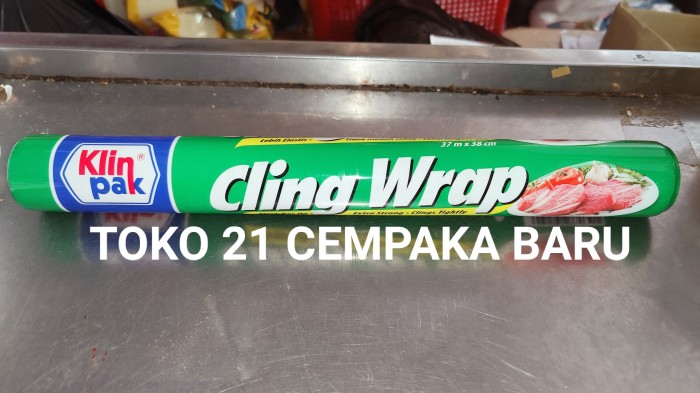 Lebih Elastis
37 m x 38 cm
Klin®
pak
Cling Wrap
Extra Strong - Clings Tightly
TOKO 21 CEMPAKA BARU